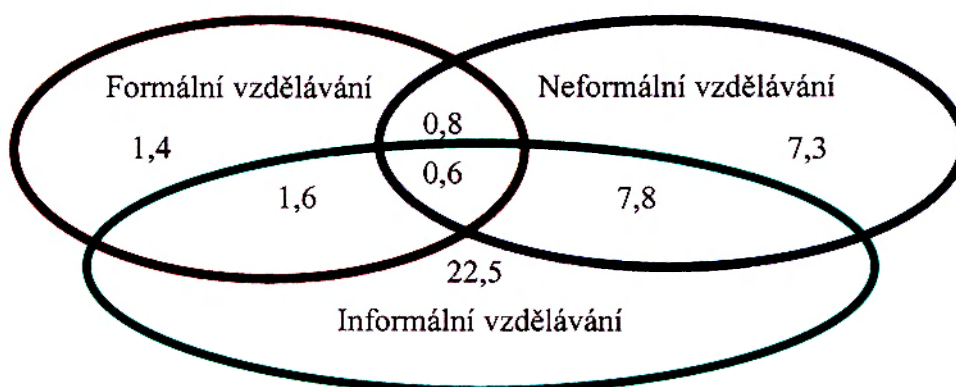 Formální vzdělávání
Neformální vzdělávání
0,8
1,4
7,3
0,6
1,6
7,8
22,5
Informální vzdělávání